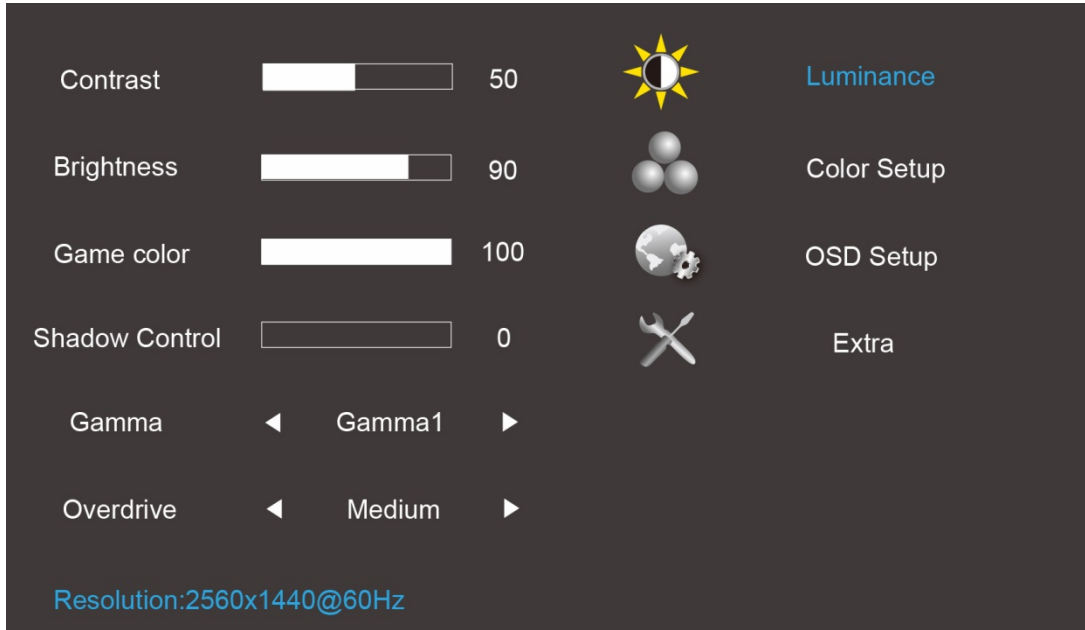 Contrast 50 Luminance
Brightness 90 Color Setup
Game color 100 OSD Setup
Shadow Control 0 Extra
Gamma ◀ Gamma1 ▶
Overdrive ◀ Medium ▶
Resolution:2560x1440@60Hz